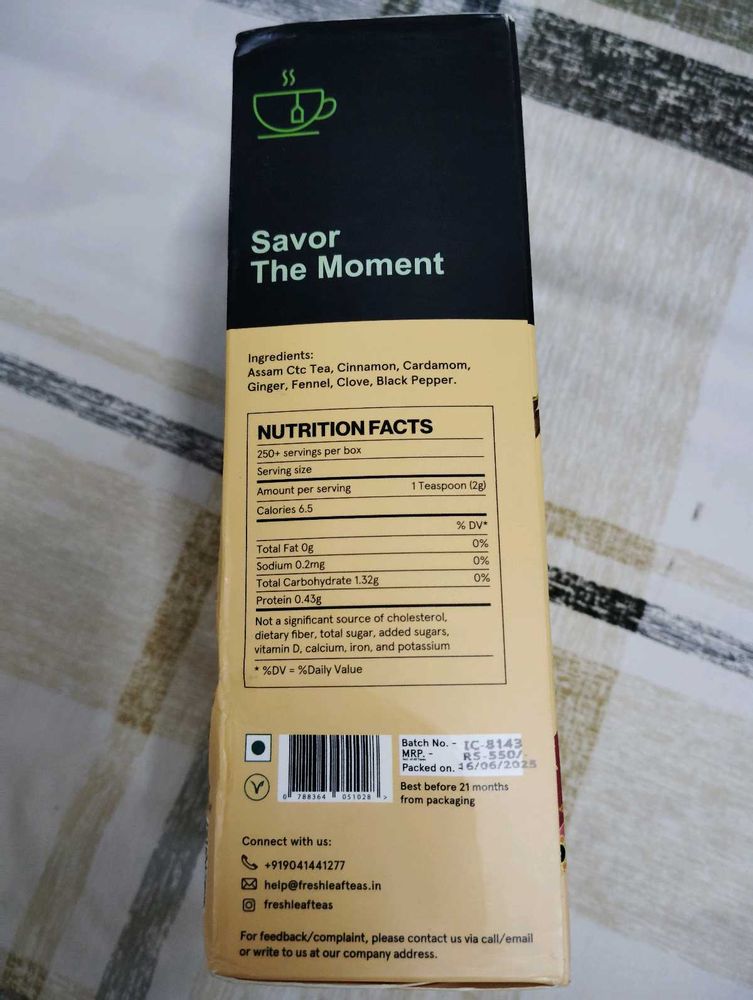 Savor
The Moment
Ingredients:
Assam Ctc Tea, Cinnamon, Cardamom,
Ginger, Fennel, Clove, Black Pepper.
NUTRITION FACTS
250+ servings per box
Serving size
Amount per serving 1 Teaspoon (2g)
Calories 6.5
% DV*
Total Fat 0g 0%
Sodium 0.2mg 0%
Total Carbohydrate 1.32g 0%
Protein 0.43g
Not a significant source of cholesterol,
dietary fiber, total sugar, added sugars,
vitamin D, calcium, iron, and potassium
* %DV = %Daily Value
Batch No. - IC-8143
MRP. - RS-550/-
Packed on. 16/06/2025
Best before 21 months
from packaging
0 788364 051028 >
Connect with us:
+919041441277
help@freshleafteas.in
freshleafteas
For feedback/complaint, please contact us via call/email
or write to us at our company address.